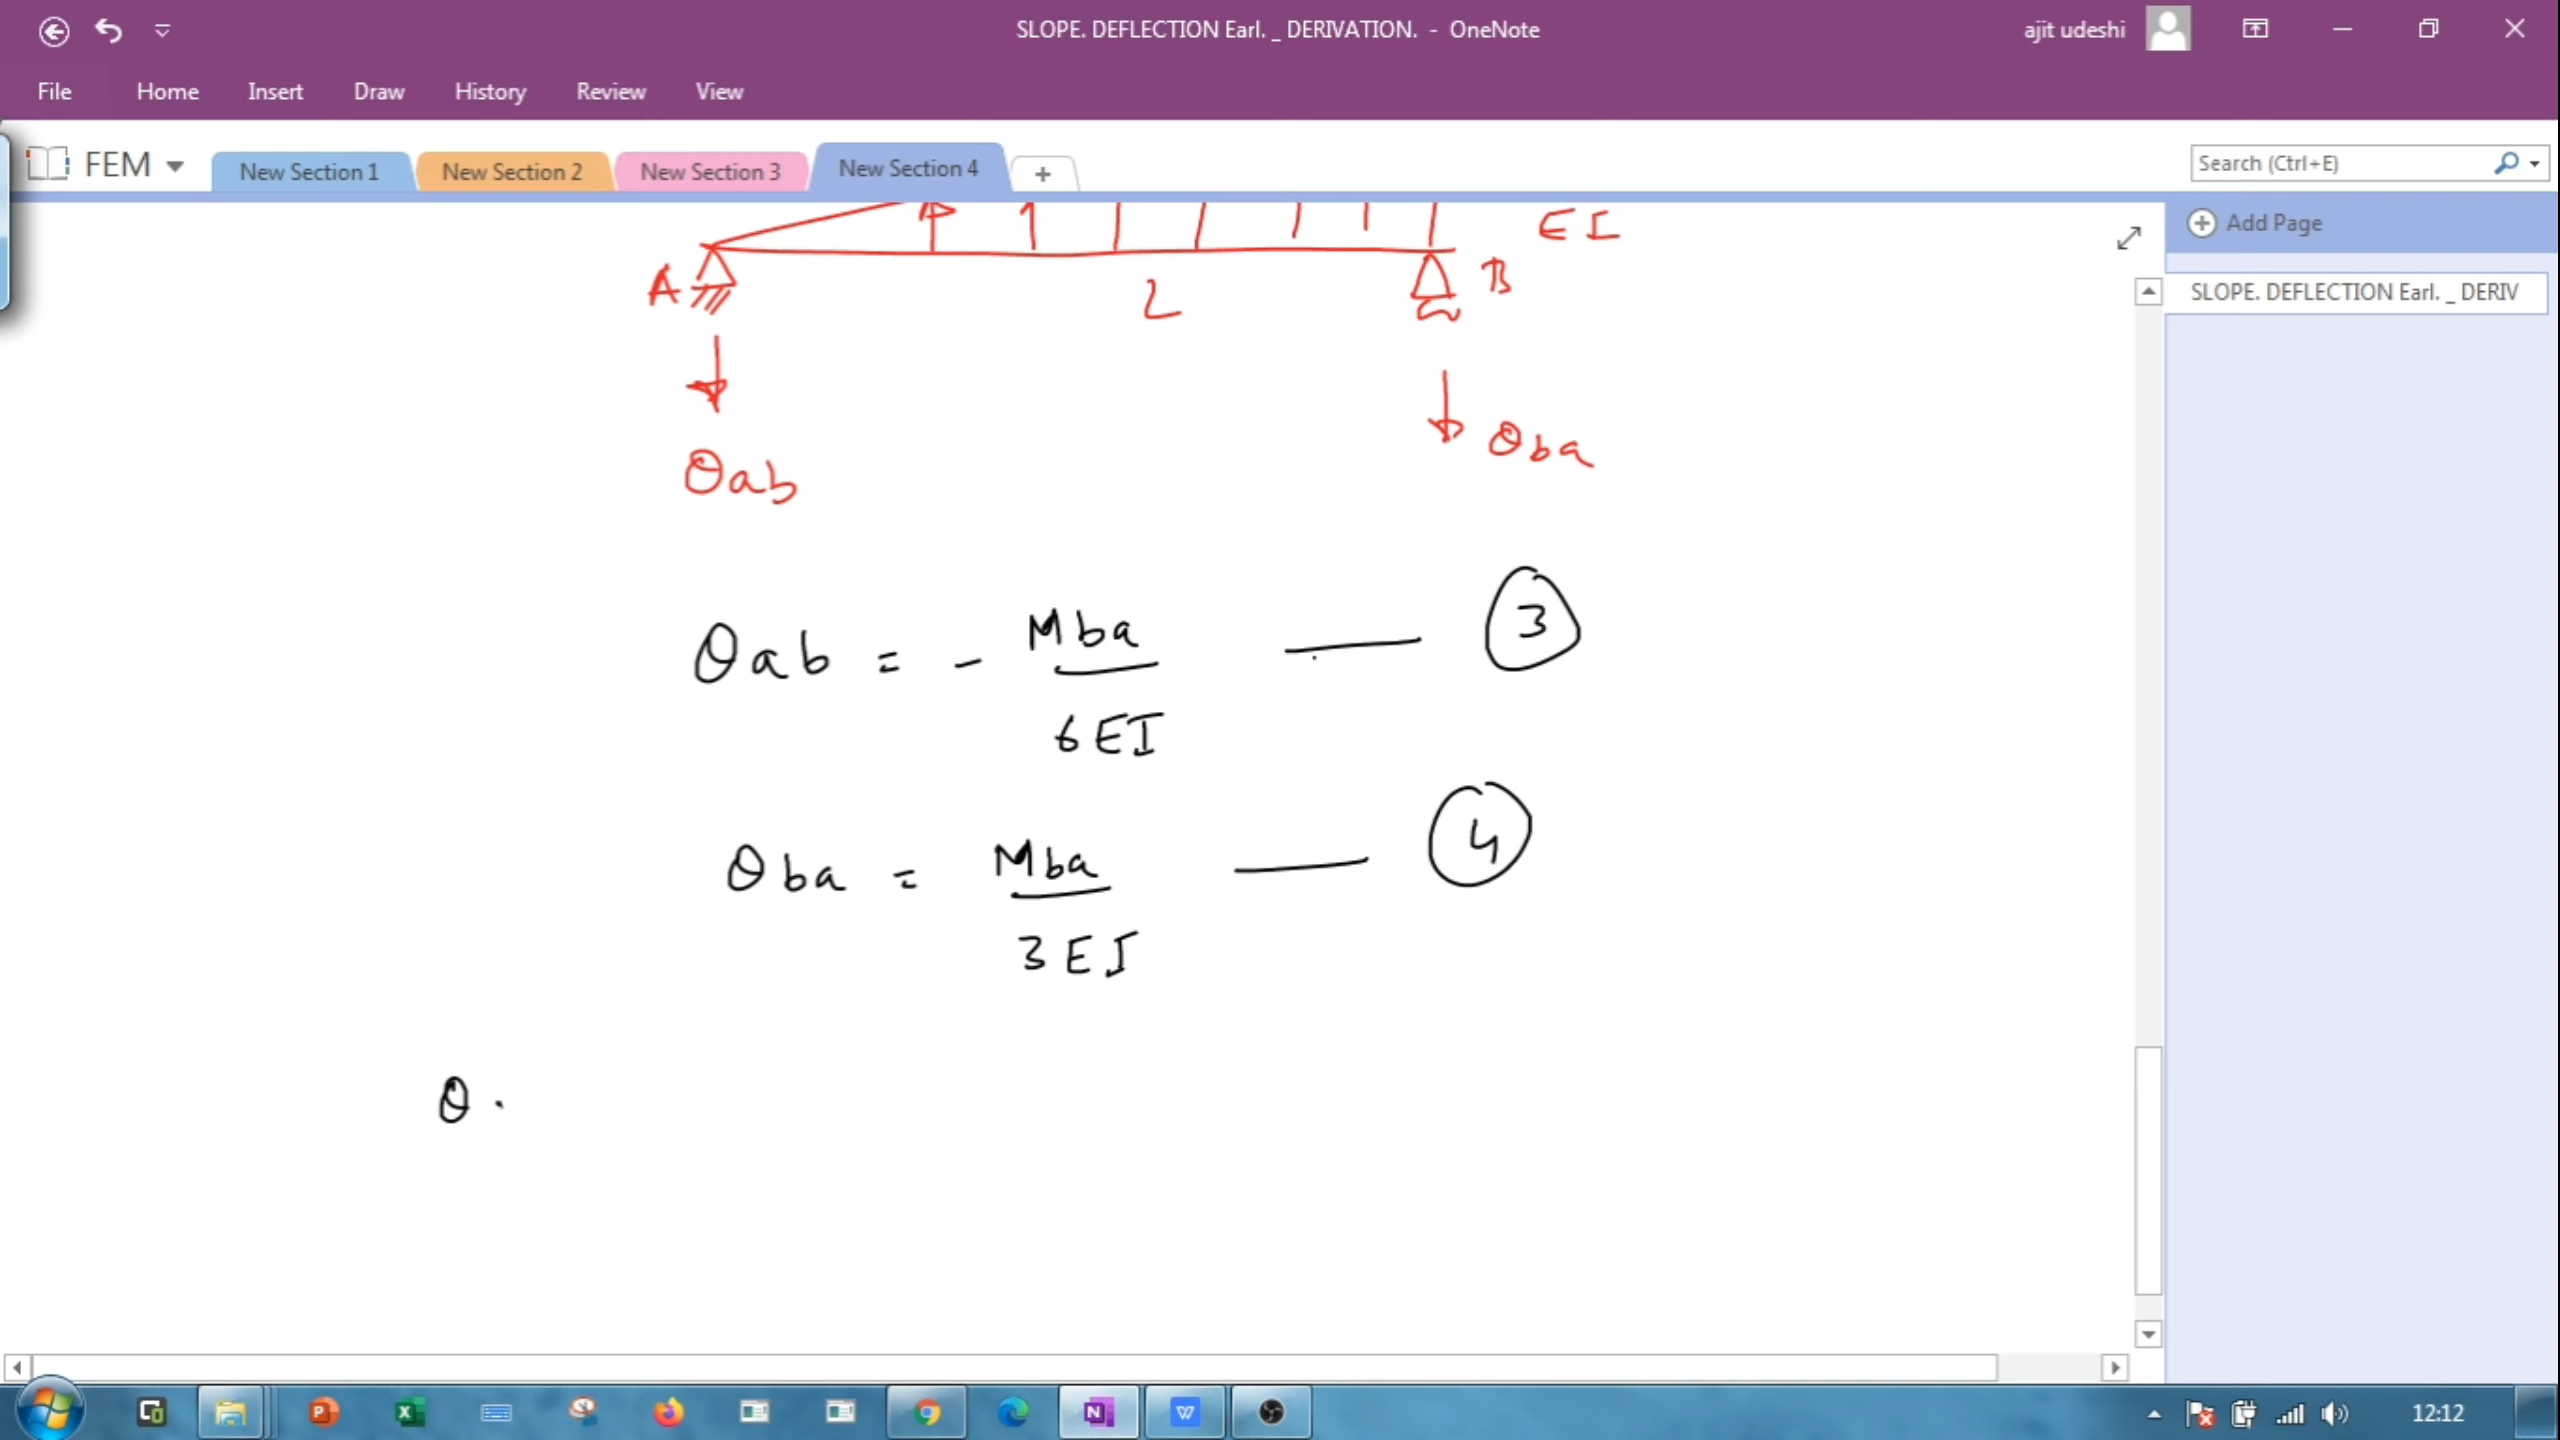 SLOPE. DEFLECTION Earl. _ DERIVATION. - OneNote
ajit udeshi
File Home Insert Draw History Review View
FEM New Section 1 New Section 2 New Section 3 New Section 4 +
Search (Ctrl+E)
Add Page
SLOPE. DEFLECTION Earl. _ DERIV
EI
A B
L
θab θba
θab = - Mba ― 3
6EI
θba = Mba ― 4
3EI
θ.
12:12